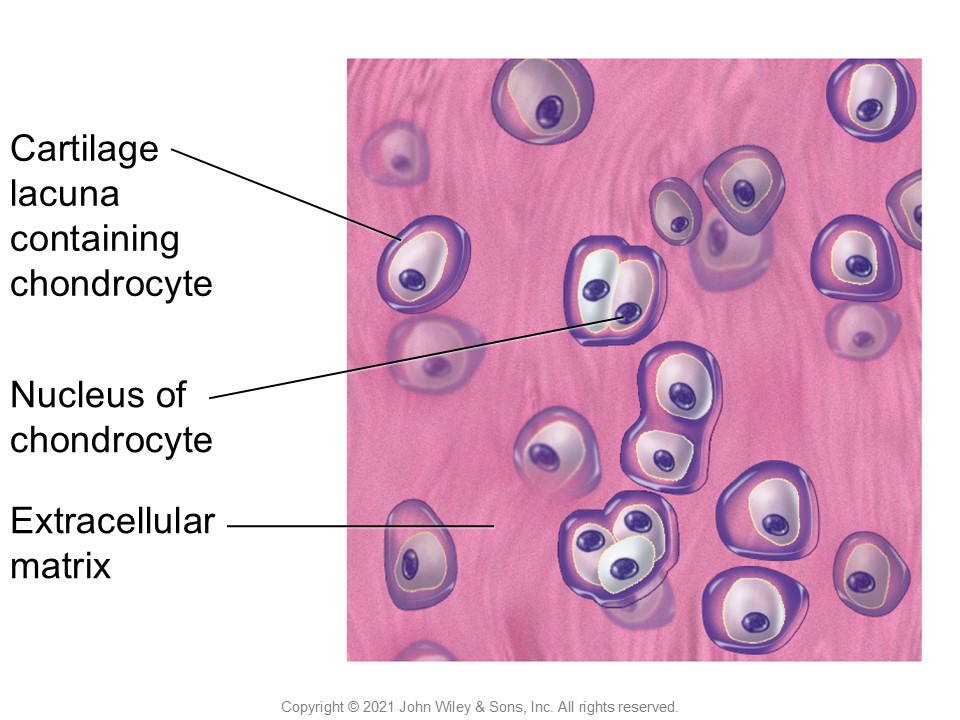 Cartilage
lacuna
containing
chondrocyte
Nucleus of
chondrocyte
Extracellular
matrix
Copyright © 2021 John Wiley & Sons, Inc. All rights reserved.